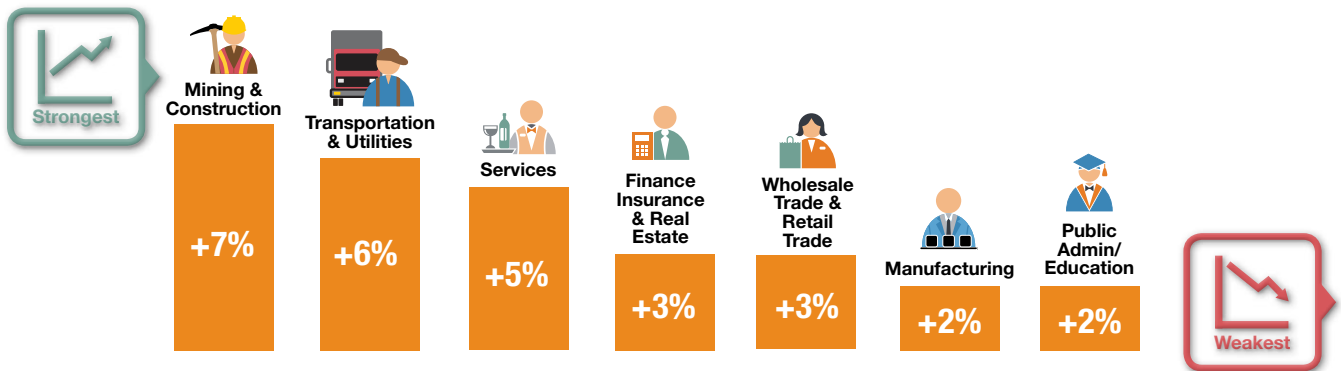 Strongest
Mining &
Construction
+7%
Transportation
& Utilities
+6%
Services
+5%
Finance
Insurance
& Real
Estate
+3%
Wholesale
Trade &
Retail
Trade
+3%
Manufacturing
+2%
Public
Admin/
Education
+2%
Weakest